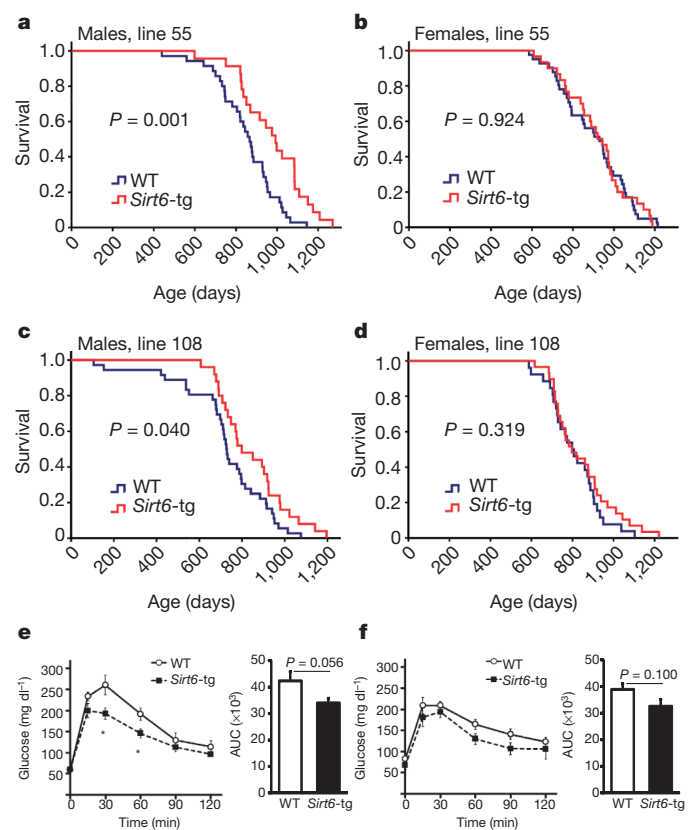 a Males, line 55
1.0
0.8
0.6
0.4
0.2
0
Survival
P = 0.001
WT
Sirt6-tg
0 200 400 600 800 1,000 1,200
Age (days)
b Females, line 55
1.0
0.8
0.6
0.4
0.2
0
Survival
P = 0.924
WT
Sirt6-tg
0 200 400 600 800 1,000 1,200
Age (days)
c Males, line 108
1.0
0.8
0.6
0.4
0.2
0
Survival
P = 0.040
WT
Sirt6-tg
0 200 400 600 800 1,000 1,200
Age (days)
d Females, line 108
1.0
0.8
0.6
0.4
0.2
0
Survival
P = 0.319
WT
Sirt6-tg
0 200 400 600 800 1,000 1,200
Age (days)
e
300
250
200
150
100
50
Glucose (mg dl⁻¹)
WT
Sirt6-tg
* *
0 30 60 90 120
Time (min)
50
40
30
20
10
0
AUC (×10³)
P = 0.056
WT Sirt6-tg
f
300
250
200
150
100
50
0
Glucose (mg dl⁻¹)
WT
Sirt6-tg
0 30 60 90 120
Time (min)
50
40
30
20
10
0
AUC (×10³)
P = 0.100
WT Sirt6-tg